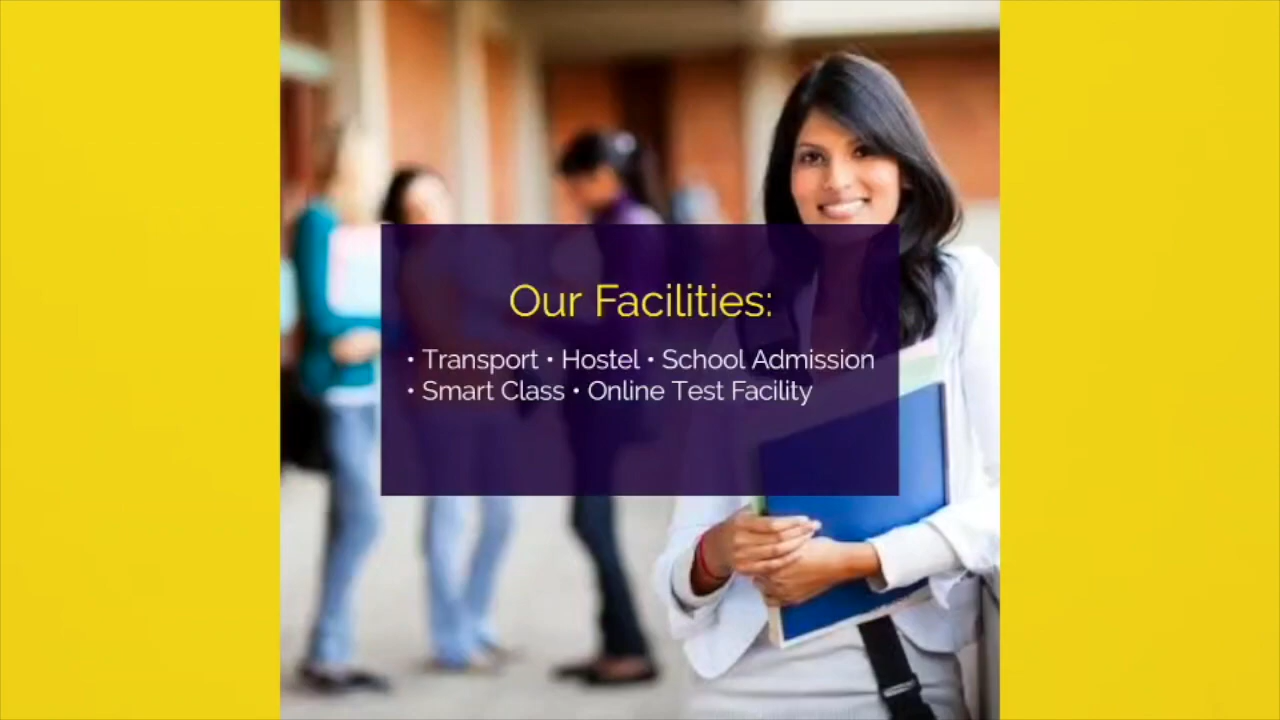 Our Facilities:
• Transport • Hostel • School Admission
• Smart Class • Online Test Facility